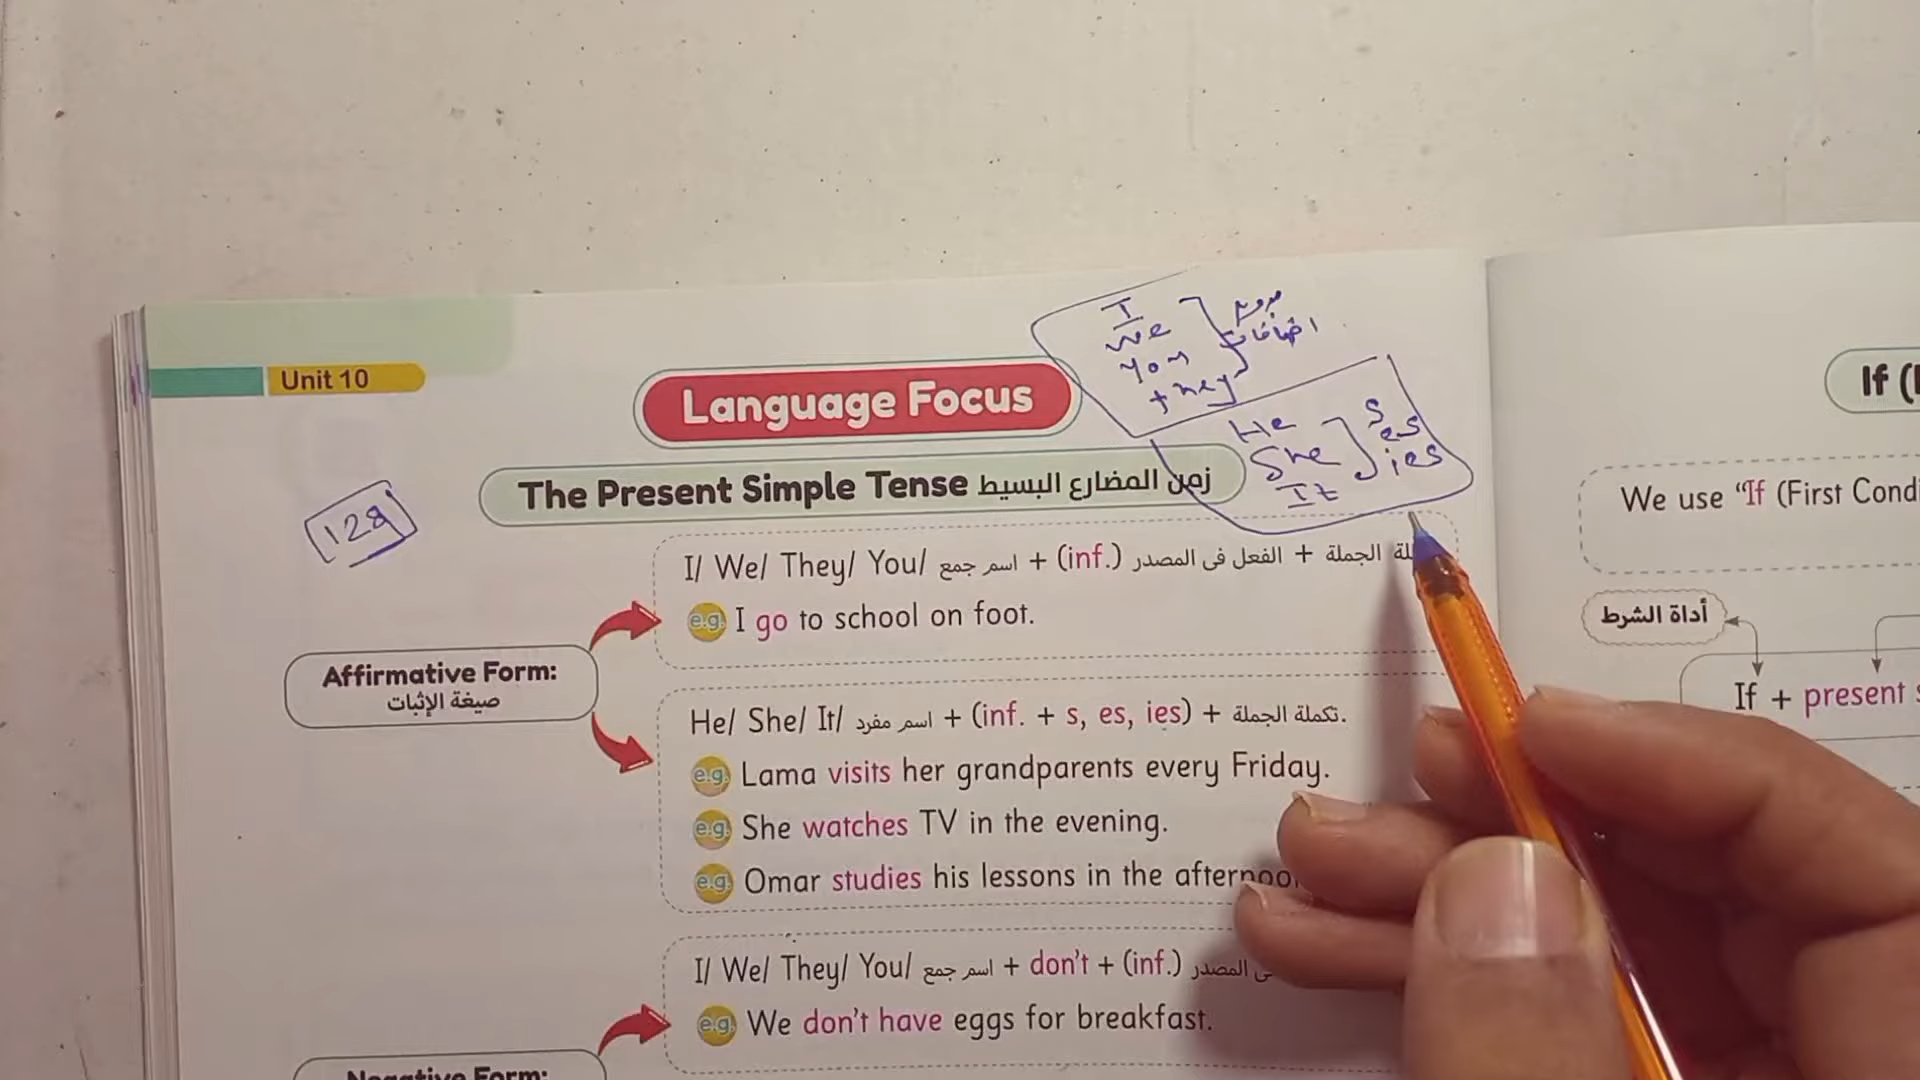 I
we
you
they
بدون
اضافات
He
She
It
s
es
ies
Unit 10
Language Focus
The Present Simple Tense زمن المضارع البسيط
128
I/ We/ They/ You/ اسم جمع + (inf.) الفعل فى المصدر + الجملة
e.g. I go to school on foot.
Affirmative Form:
صيغة الإثبات
He/ She/ It/ اسم مفرد + (inf. + s, es, ies) + تكملة الجملة.
e.g. Lama visits her grandparents every Friday.
e.g. She watches TV in the evening.
e.g. Omar studies his lessons in the
I/ We/ They/ You/ اسم جمع + don't + (inf.) المصدر
e.g. We don't have eggs for breakfast.
Negative Form:
If
We use “If (First
أداة الشرط
If + present